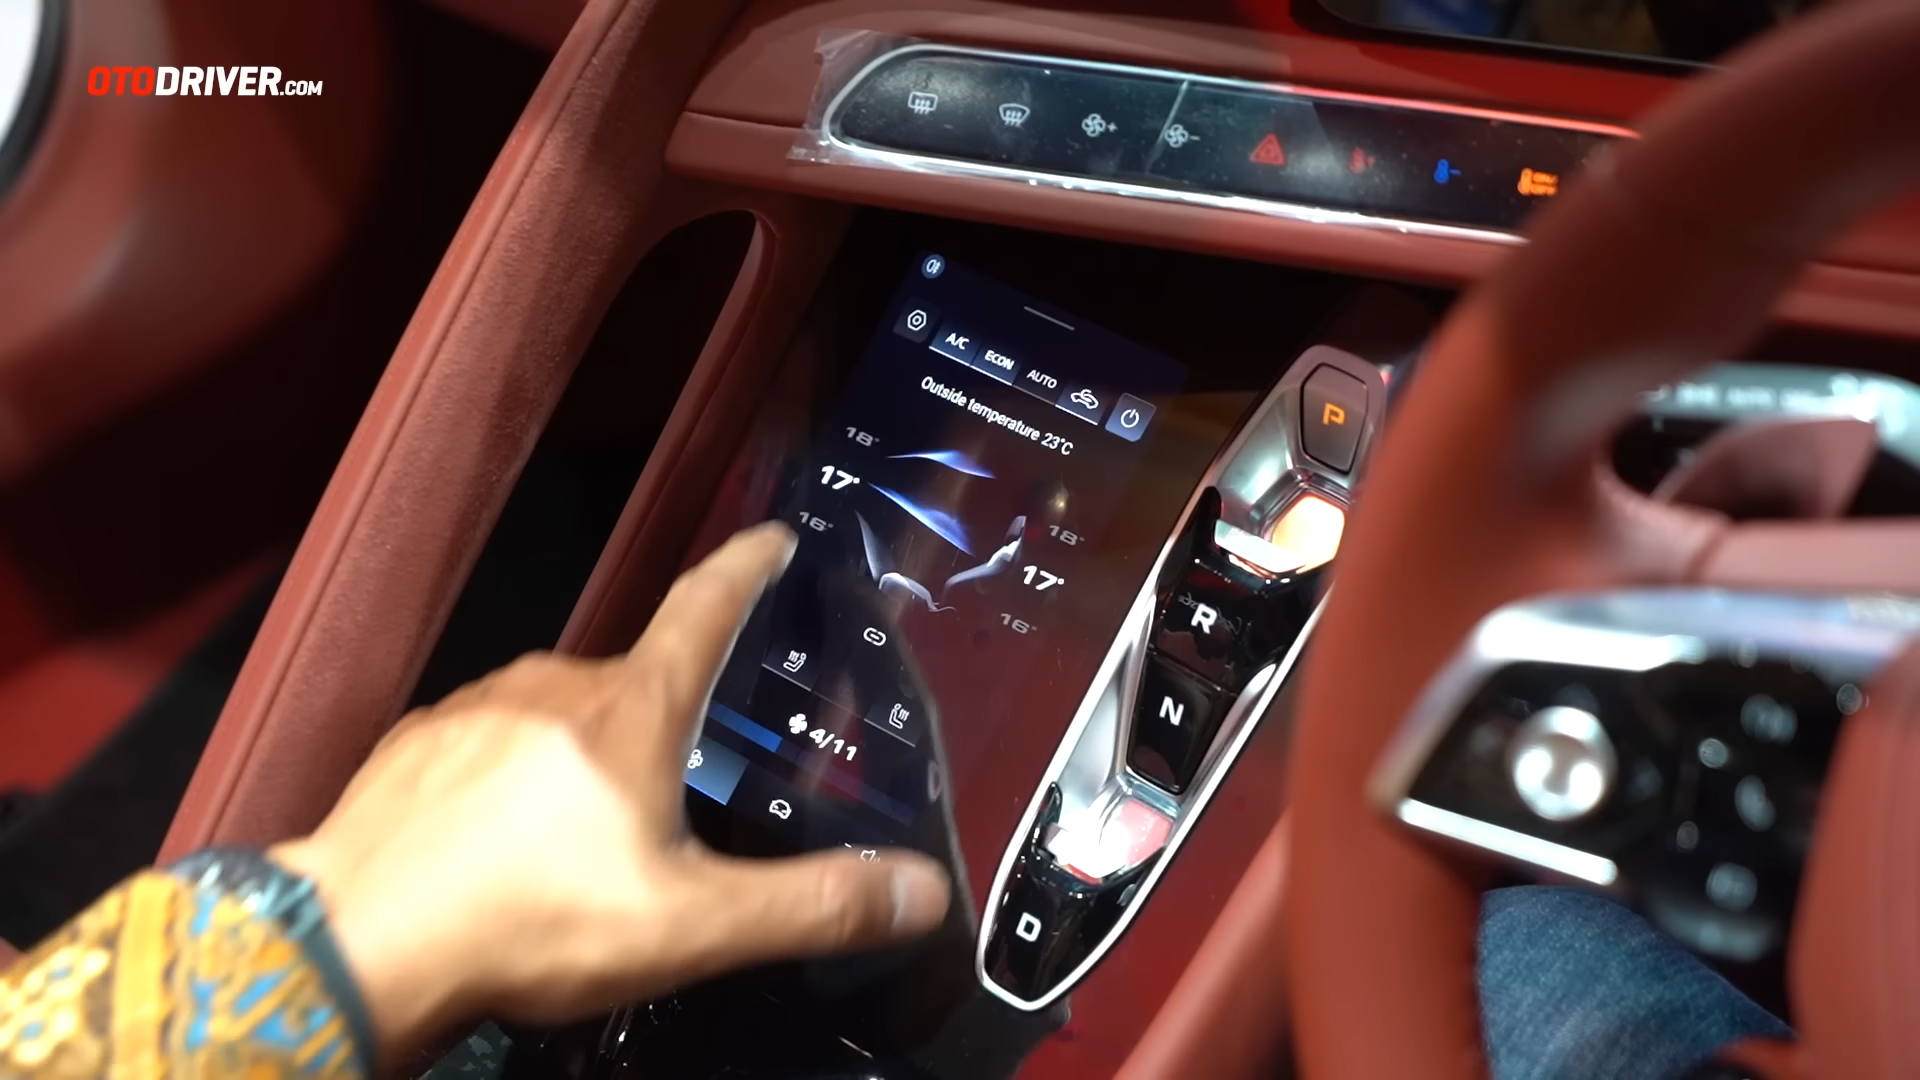 OTODRIVER.COM
A/C
ECON
AUTO
Outside temperature 23°C
18°
17°
16°
18°
17°
16°
4/11
P
R
N
D